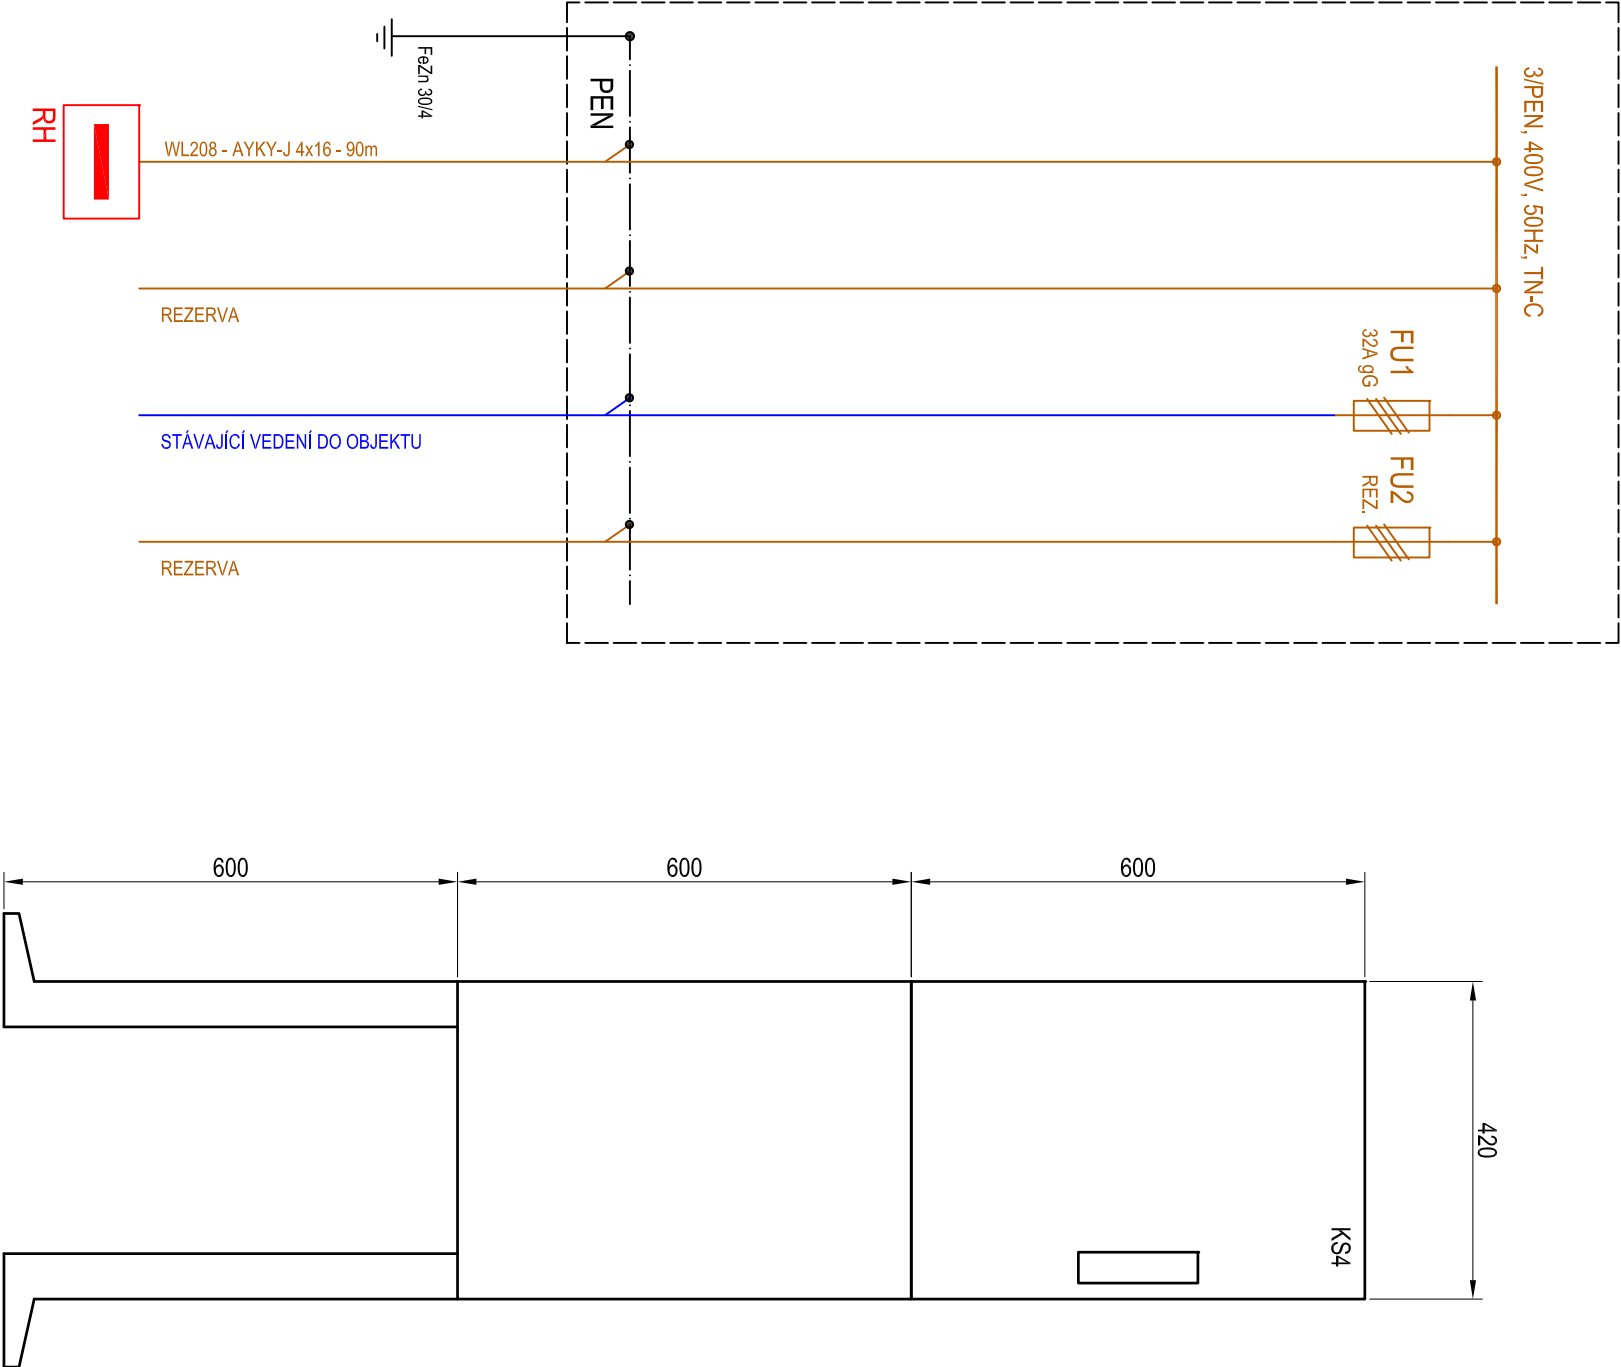 3/PEN, 400V, 50Hz, TN-C
FU1
32A gG
FU2
REZ.
PEN
FeZn 30/4
RH
WL208 - AYKY-J 4x16 - 90m
REZERVA
STÁVAJÍCÍ VEDENÍ DO OBJEKTU
REZERVA
600
600
600
420
KS4